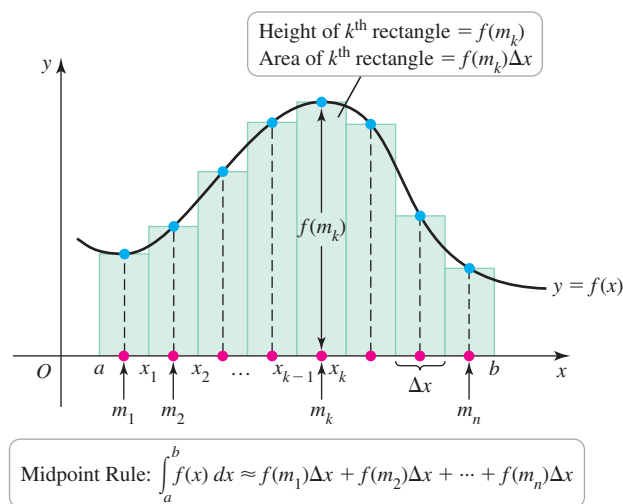 Height of kᵗʰ rectangle = f(mₖ)
Area of kᵗʰ rectangle = f(mₖ)Δx
y
f(mₖ)
y = f(x)
O a x₁ x₂ … xₖ₋₁ xₖ b x
Δx
m₁ m₂ mₖ mₙ
Midpoint Rule: ∫ₐᵇ f(x) dx ≈ f(m₁)Δx + f(m₂)Δx + ⋯ + f(mₙ)Δx